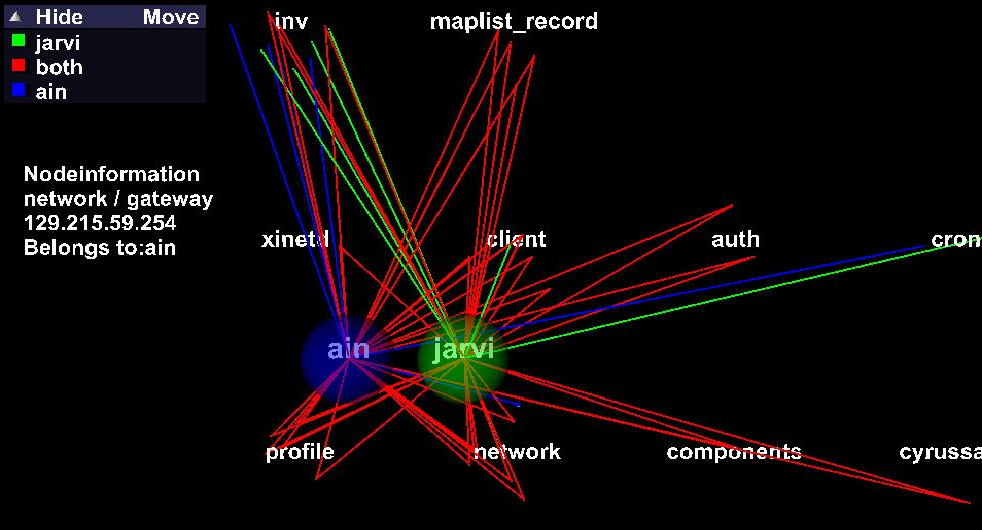 Hide Move
jarvi
both
ain
inv maplist_record
Nodeinformation
network / gateway
129.215.59.254
Belongs to:ain
xinetd client auth cron
ain jarvi
profile network components cyrussa